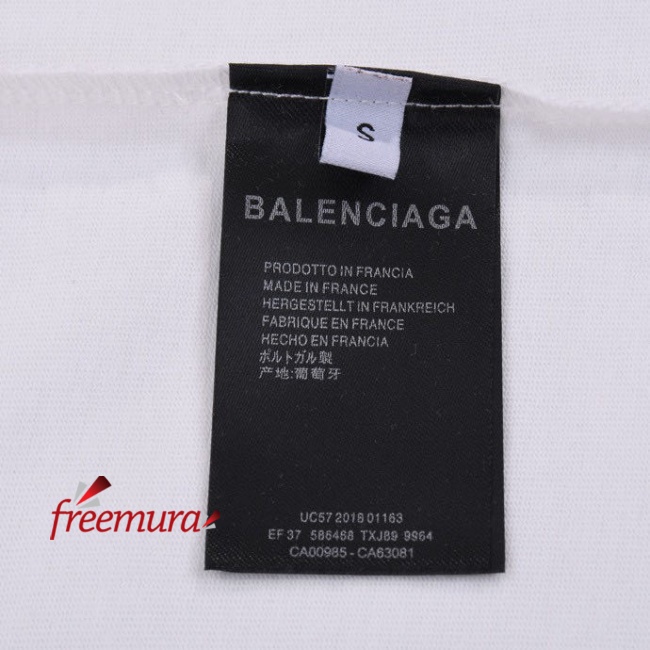 S
BALENCIAGA
PRODOTTO IN FRANCIA
MADE IN FRANCE
HERGESTELLT IN FRANKREICH
FABRIQUE EN FRANCE
HECHO EN FRANCIA
ポルトガル製
产地:葡萄牙
UC57 2018 01163
EF 37 586468 TXJ89 9964
CA00985 - CA63081
freemura